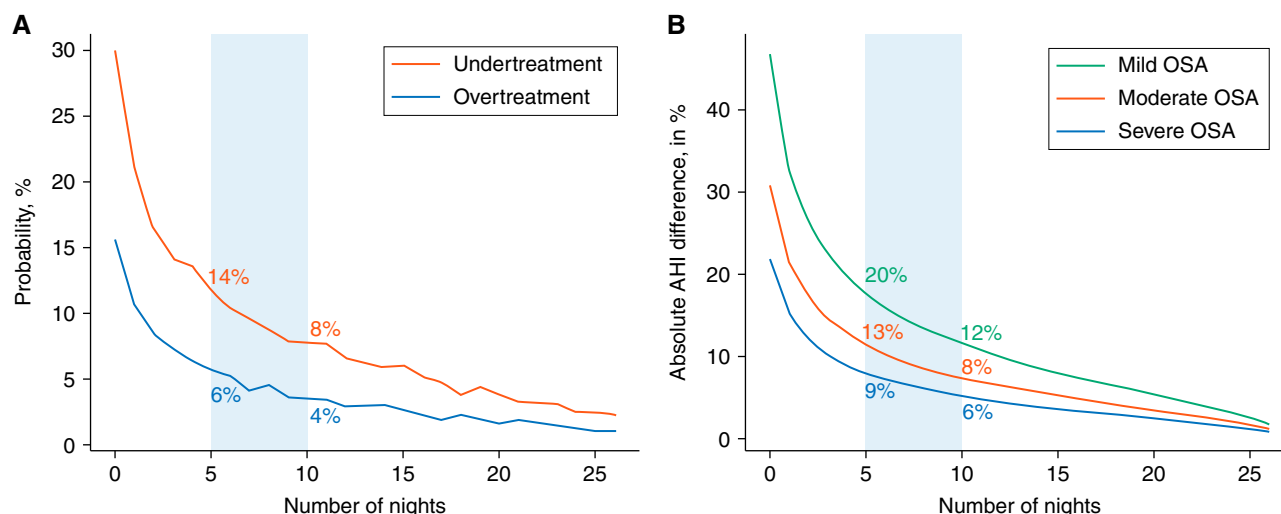 A
Probability, %
30
25
20
15
10
5
0
Undertreatment
Overtreatment
14%
8%
6%
4%
0 5 10 15 20 25
Number of nights
B
Absolute AHI difference, in %
40
30
20
10
0
Mild OSA
Moderate OSA
Severe OSA
20%
12%
13%
8%
9%
6%
0 5 10 15 20 25
Number of nights